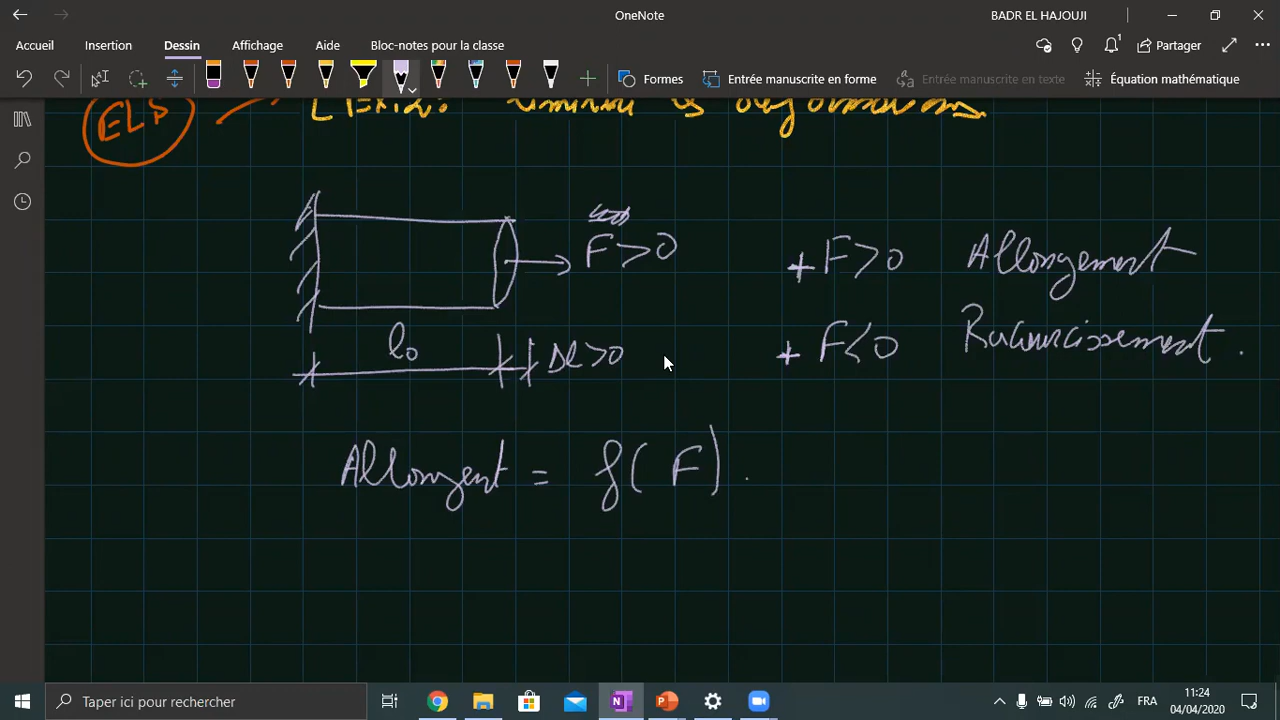 OneNote
BADR EL HAJOUJI
Accueil Insertion Dessin Affichage Aide Bloc-notes pour la classe
Partager
Formes Entrée manuscrite en forme Entrée manuscrite en texte Équation mathématique
ELS
F>0
+ F>0 Allongement
l0 Δl>0
+ F<0 Raccourcissement.
Allongent = f(F).
Taper ici pour rechercher
FRA
11:24
04/04/2020